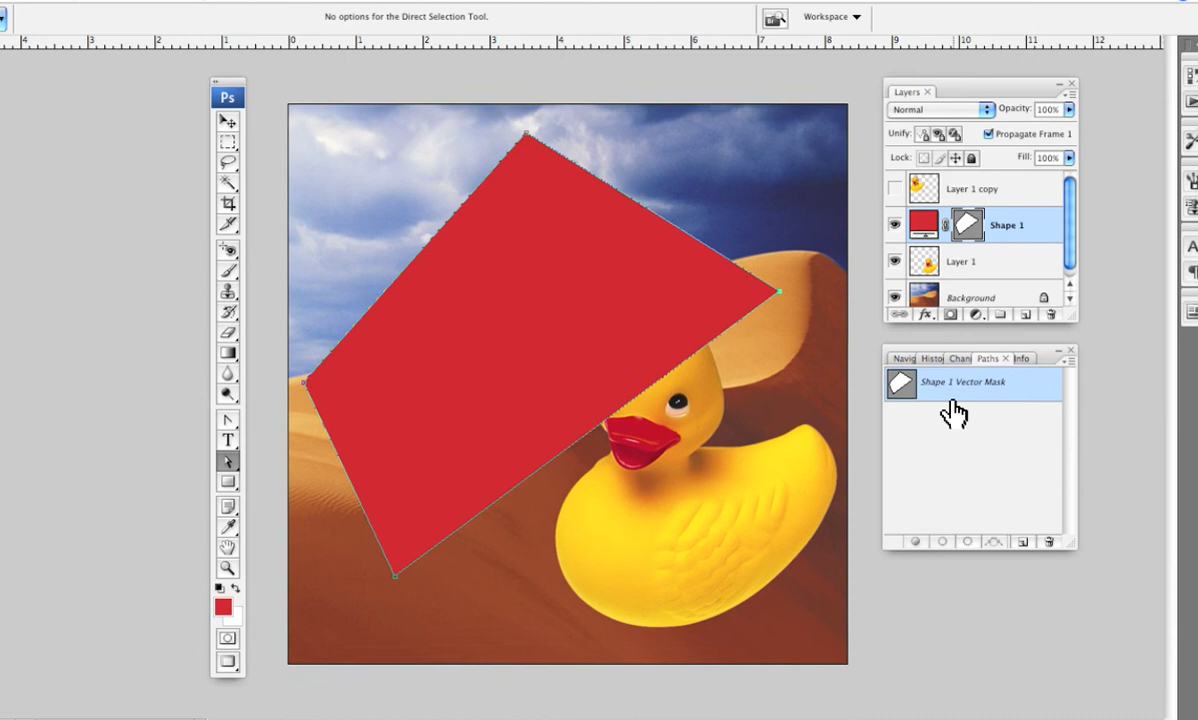 No options for the Direct Selection Tool.
Workspace
4 3 2 1 0 1 2 3 4 5 6 7 8 9 10 11 12
Ps
Layers
Normal Opacity: 100%
Unify: Propagate Frame 1
Lock: Fill: 100%
Layer 1 copy
Shape 1
Layer 1
Background
fx
Navig Histo Chan Paths Info
Shape 1 Vector Mask
T
A